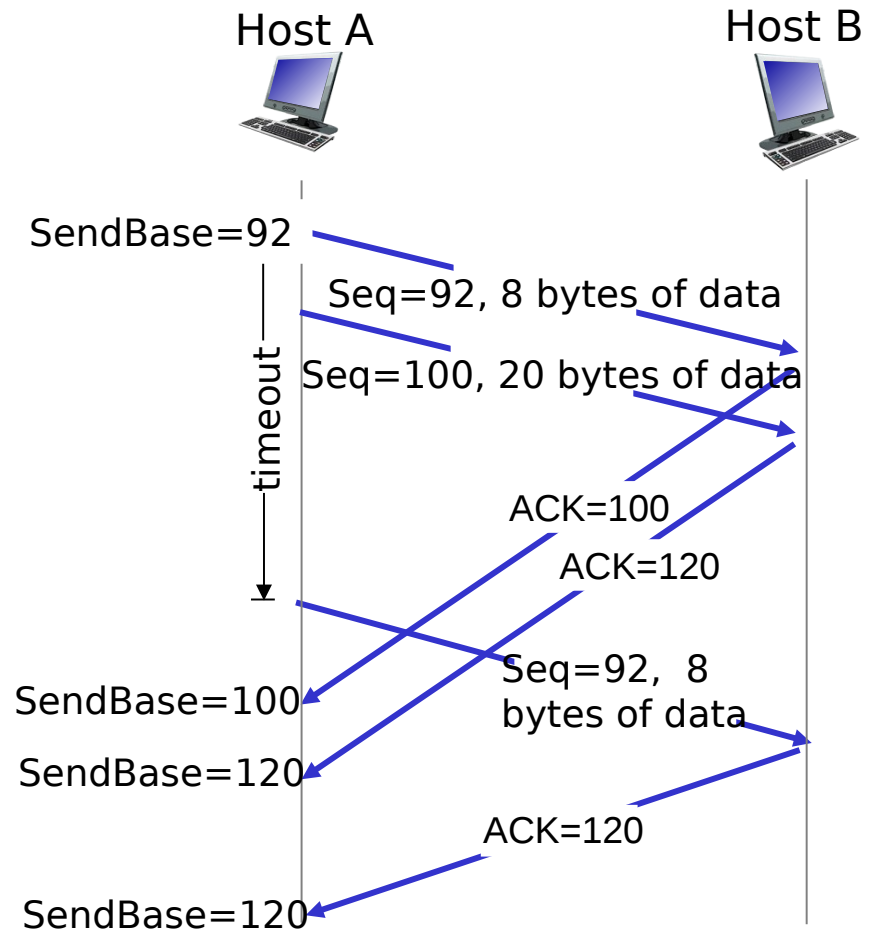 Host A
Host B
SendBase=92
Seq=92, 8 bytes of data
Seq=100, 20 bytes of data
timeout
ACK=100
ACK=120
Seq=92, 8
bytes of data
SendBase=100
SendBase=120
ACK=120
SendBase=120